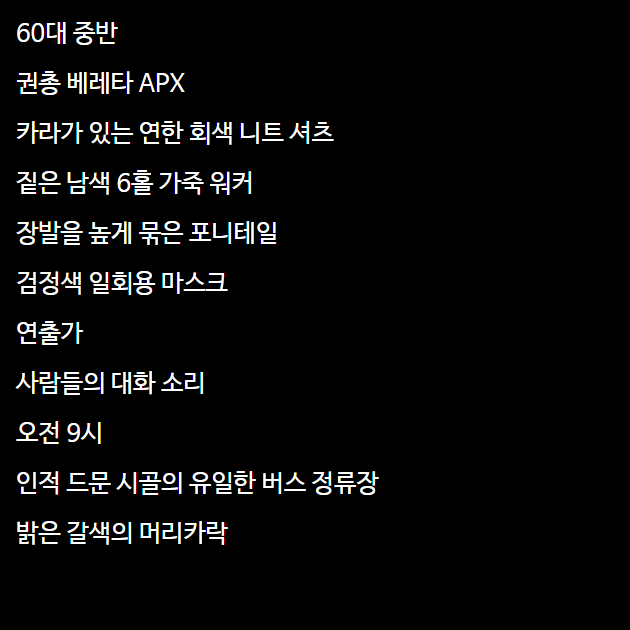 60대 중반
권총 베레타 APX
카라가 있는 연한 회색 니트 셔츠
짙은 남색 6홀 가죽 워커
장발을 높게 묶은 포니테일
검정색 일회용 마스크
연출가
사람들의 대화 소리
오전 9시
인적 드문 시골의 유일한 버스 정류장
밝은 갈색의 머리카락